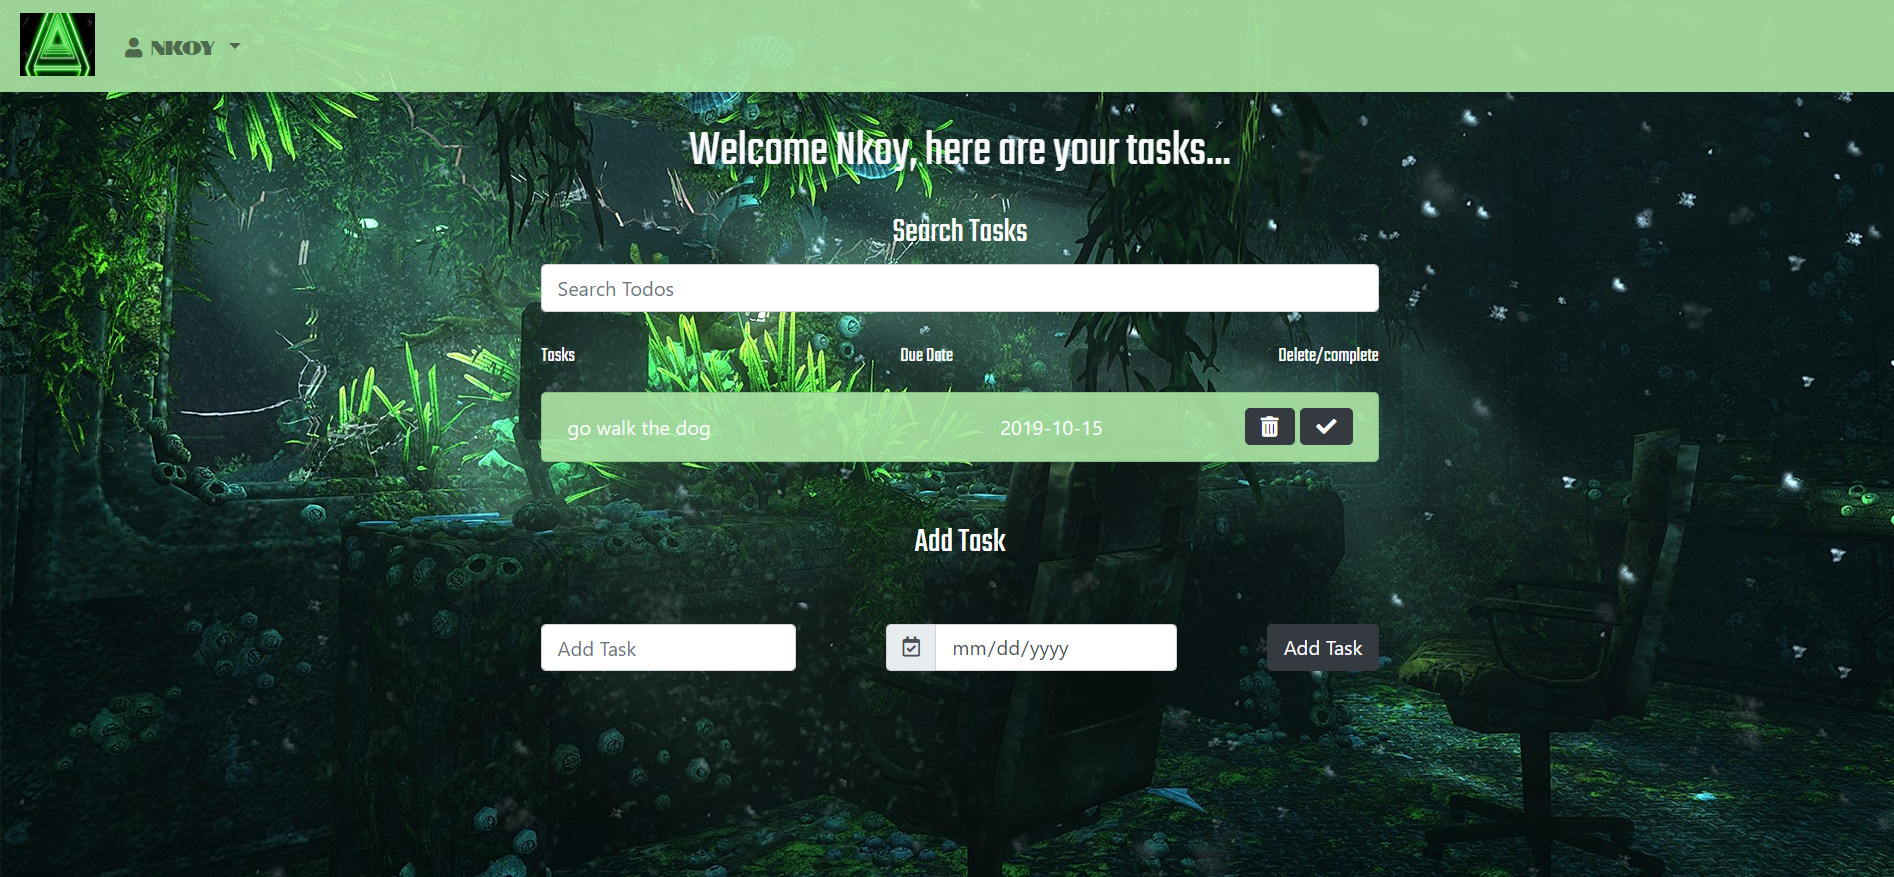 NKOY
Welcome Nkoy, here are your tasks...
Search Tasks
Search Todos
Tasks Due Date Delete/complete
go walk the dog 2019-10-15
Add Task
Add Task mm/dd/yyyy Add Task